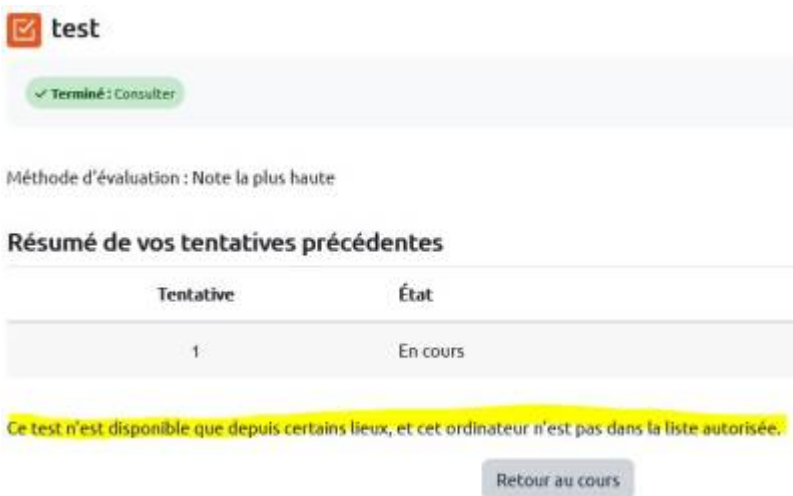 test
✓ Terminé : Consulter
Méthode d'évaluation : Note la plus haute
Résumé de vos tentatives précédentes
Tentative État
1 En cours
Ce test n'est disponible que depuis certains lieux, et cet ordinateur n'est pas dans la liste autorisée.
Retour au cours